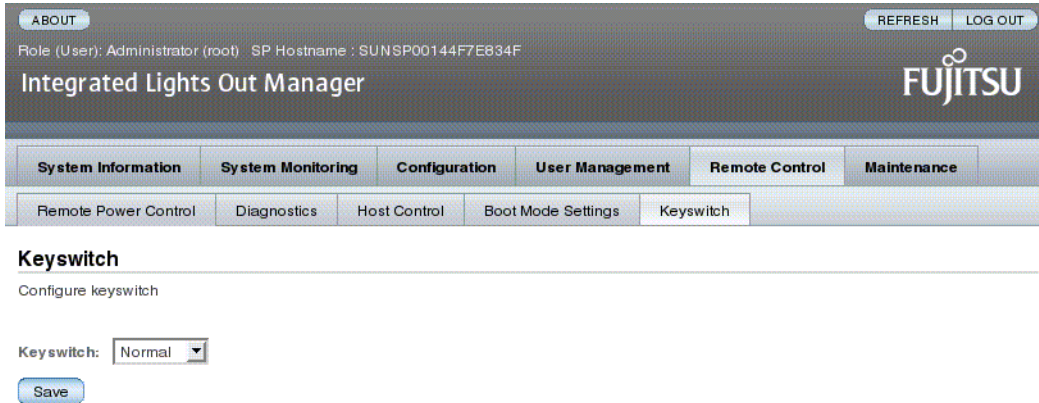 ABOUT REFRESH LOG OUT
Role (User): Administrator (root) SP Hostname : SUNSP00144F7E834F
Integrated Lights Out Manager
FUJITSU
System Information System Monitoring Configuration User Management Remote Control Maintenance
Remote Power Control Diagnostics Host Control Boot Mode Settings Keyswitch
Keyswitch
Configure keyswitch
Keyswitch: Normal
Save